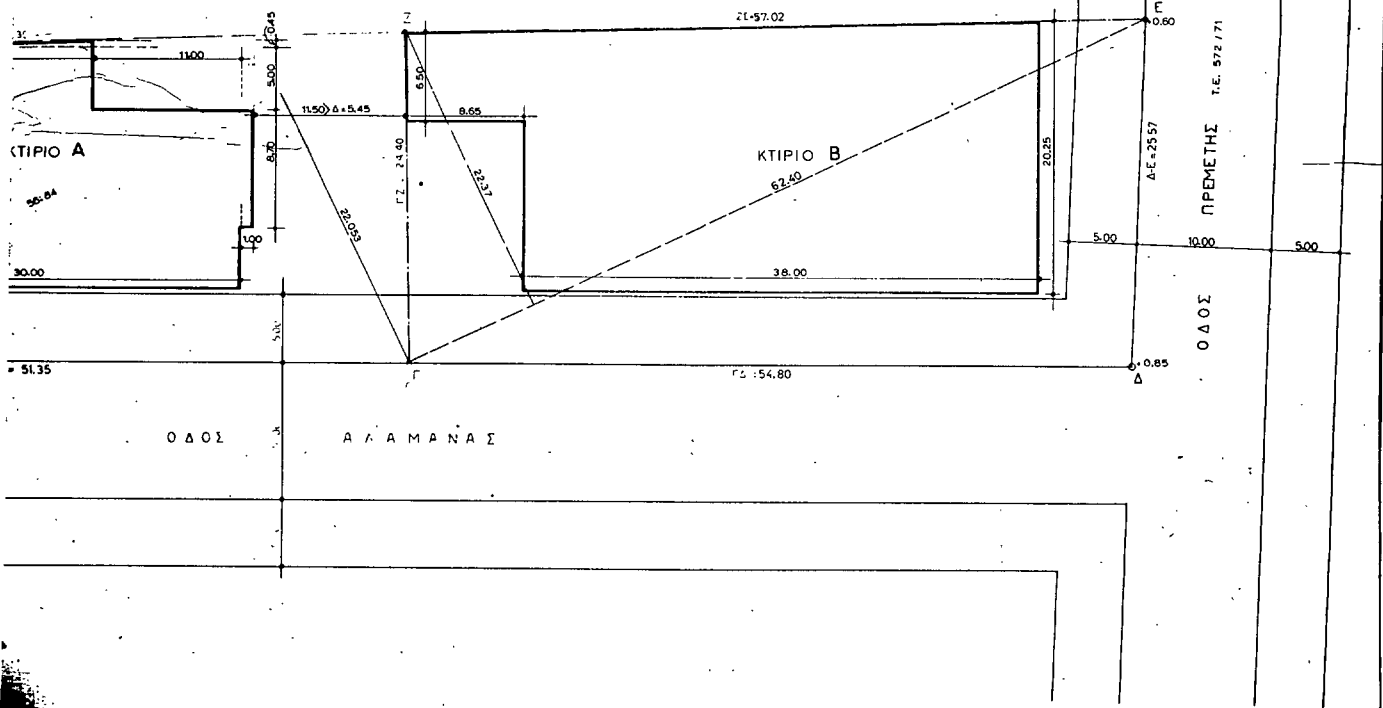 0.45
Z
ΖΕ=57.02
E
0.60
Τ.Ε. 572/71
11.00
5.00
6.50
11.50>Δ=5.45
8.65
ΚΤΙΡΙΟ Α
8.70
ΓΖ = 24.40
ΚΤΙΡΙΟ Β
20.25
Δ-Ε=25.57
ΠΡΕΜΕΤΗΣ
22.37
62.40
22.053
1.00
5.00
10.00
5.00
30.00
38.00
ΟΔΟΣ
5.00
= 51.35
Γ
ΓΔ =54.80
+0.85
Δ
ΟΔΟΣ ΑΛΑΜΑΝΑΣ